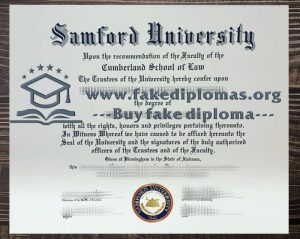 Samford University
Upon the recommendation of the Faculty of the
Cumberland School of Law
The Trustees of the University hereby confer upon
www.fakediplomas.org
the degree of
---Buy fake diploma---
with all the rights, honors and privileges pertaining thereunto.
In Witness Whereof we have caused to be affixed hereunto the
Seal of the University and the signatures of the duly authorized
officers of the Trustees and of the Faculty.
Given at Birmingham in the State of Alabama,